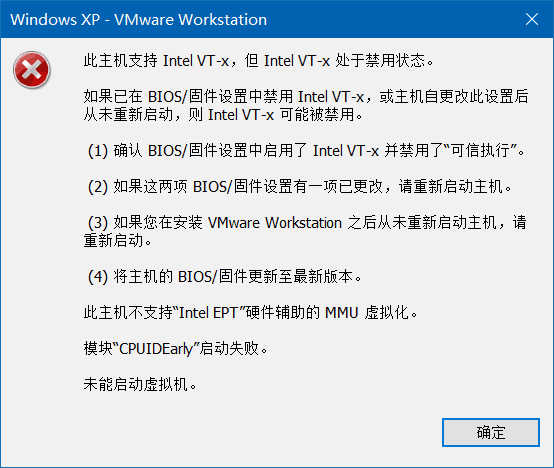 Windows XP - VMware Workstation
此主机支持 Intel VT-x，但 Intel VT-x 处于禁用状态。
如果已在 BIOS/固件设置中禁用 Intel VT-x，或主机自更改此设置后
从未重新启动，则 Intel VT-x 可能被禁用。
(1) 确认 BIOS/固件设置中启用了 Intel VT-x 并禁用了“可信执行”。
(2) 如果这两项 BIOS/固件设置有一项已更改，请重新启动主机。
(3) 如果您在安装 VMware Workstation 之后从未重新启动主机，请
重新启动。
(4) 将主机的 BIOS/固件更新至最新版本。
此主机不支持“Intel EPT”硬件辅助的 MMU 虚拟化。
模块“CPUIDEarly”启动失败。
未能启动虚拟机。
确定